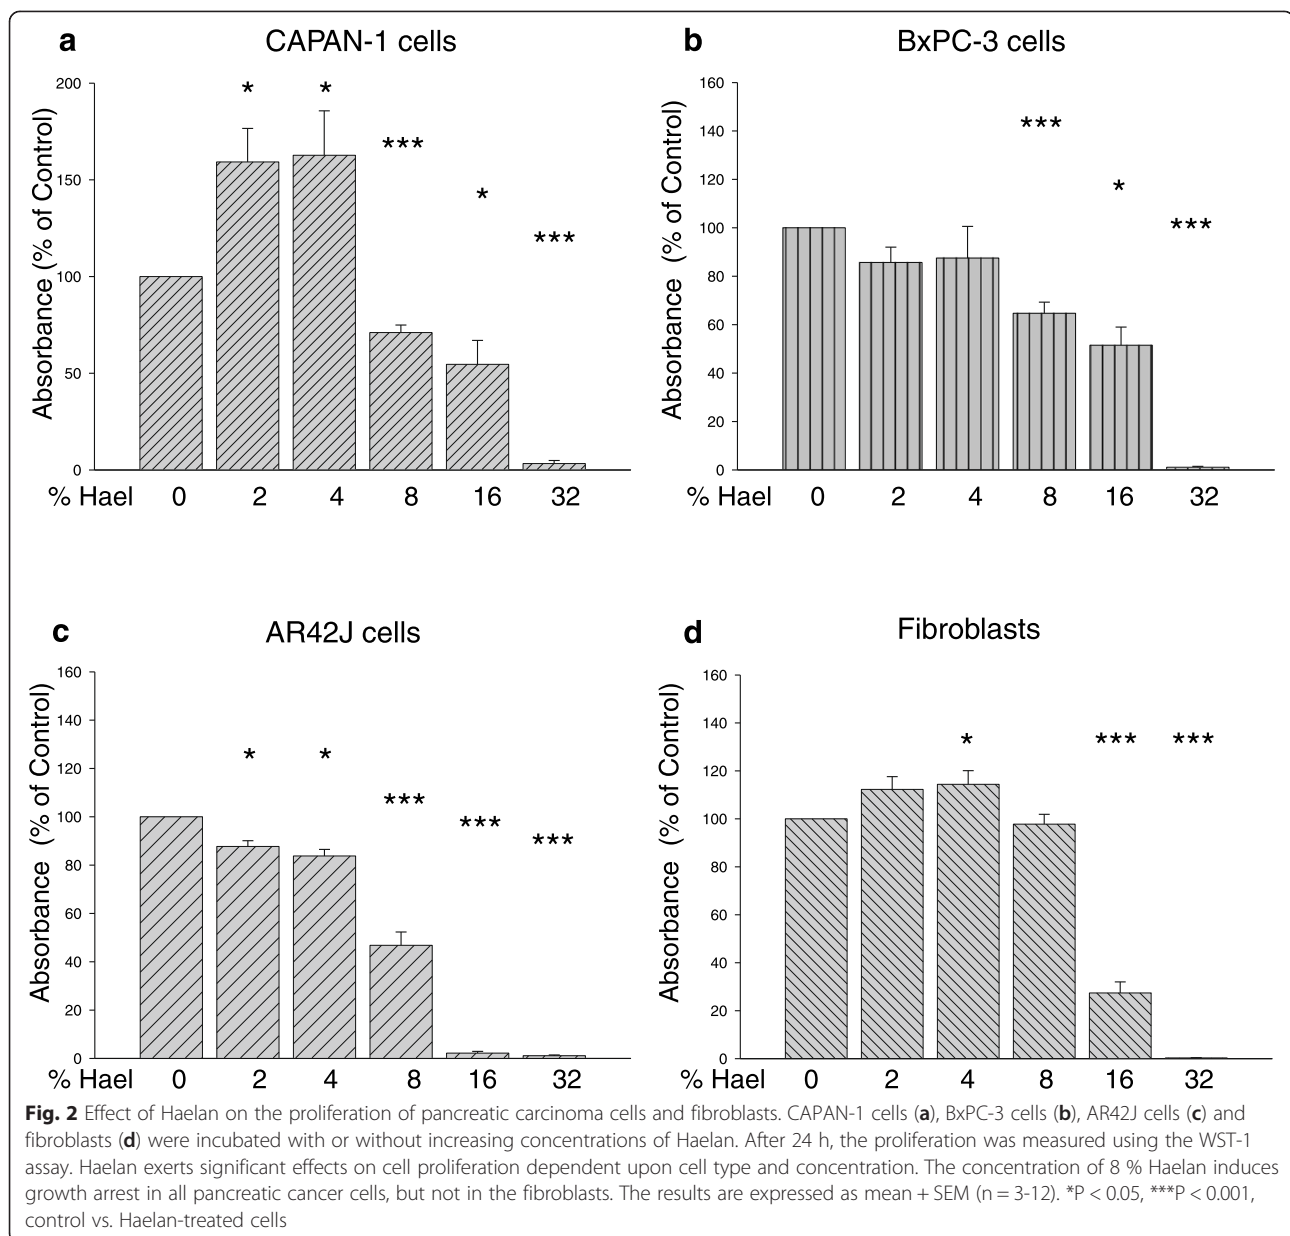 a CAPAN-1 cells
200
150
100
50
0
Absorbance (% of Control)
* * *** * ***
% Hael 0 2 4 8 16 32
b BxPC-3 cells
160
140
120
100
80
60
40
20
0
Absorbance (% of Control)
*** * ***
% Hael 0 2 4 8 16 32
c AR42J cells
160
140
120
100
80
60
40
20
0
Absorbance (% of Control)
* * *** *** ***
% Hael 0 2 4 8 16 32
d Fibroblasts
160
140
120
100
80
60
40
20
0
Absorbance (% of Control)
* *** ***
% Hael 0 2 4 8 16 32
Fig. 2 Effect of Haelan on the proliferation of pancreatic carcinoma cells and fibroblasts. CAPAN-1 cells (a), BxPC-3 cells (b), AR42J cells (c) and
fibroblasts (d) were incubated with or without increasing concentrations of Haelan. After 24 h, the proliferation was measured using the WST-1
assay. Haelan exerts significant effects on cell proliferation dependent upon cell type and concentration. The concentration of 8 % Haelan induces
growth arrest in all pancreatic cancer cells, but not in the fibroblasts. The results are expressed as mean + SEM (n = 3-12). *P < 0.05, ***P < 0.001,
control vs. Haelan-treated cells